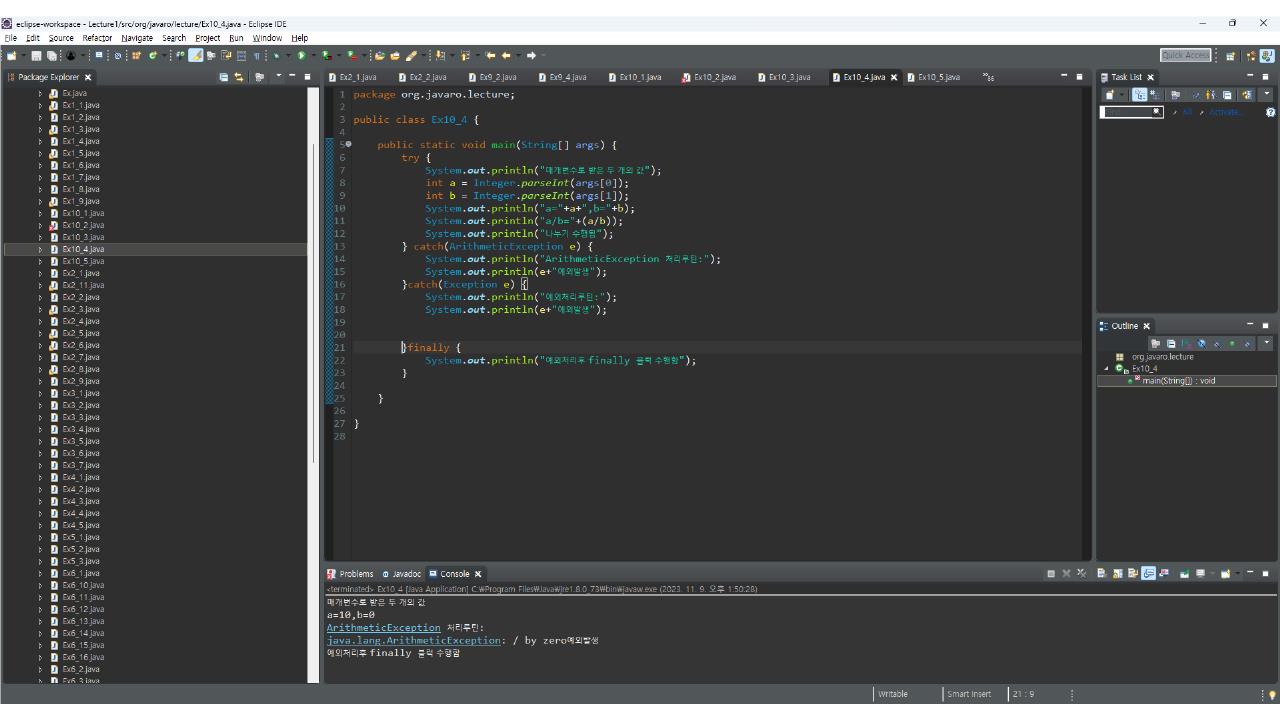 eclipse-workspace - Lecture1/src/org/javaro/lecture/Ex10_4.java - Eclipse IDE
File Edit Source Refactor Navigate Search Project Run Window Help
Quick Access
Package Explorer
Ex.java
Ex1_1.java
Ex1_2.java
Ex1_3.java
Ex1_4.java
Ex1_5.java
Ex1_6.java
Ex1_7.java
Ex1_8.java
Ex1_9.java
Ex10_1.java
Ex10_2.java
Ex10_3.java
Ex10_4.java
Ex10_5.java
Ex2_1.java
Ex2_11.java
Ex2_2.java
Ex2_3.java
Ex2_4.java
Ex2_5.java
Ex2_6.java
Ex2_7.java
Ex2_8.java
Ex2_9.java
Ex3_1.java
Ex3_2.java
Ex3_3.java
Ex3_4.java
Ex3_5.java
Ex3_6.java
Ex3_7.java
Ex4_1.java
Ex4_2.java
Ex4_3.java
Ex4_4.java
Ex5_1.java
Ex5_2.java
Ex5_3.java
Ex6_1.java
Ex6_10.java
Ex6_11.java
Ex6_12.java
Ex6_13.java
Ex6_14.java
Ex6_15.java
Ex6_16.java
Ex6_2.java
Ex6_3.java
Ex2_1.java Ex2_2.java Ex9_2.java Ex9_4.java Ex10_1.java Ex10_2.java Ex10_3.java Ex10_4.java Ex10_5.java »86
1 package org.javaro.lecture;
2
3 public class Ex10_4 {
4
5 public static void main(String[] args) {
6 try {
7 System.out.println("매개변수로 받은 두 개의 값");
8 int a = Integer.parseInt(args[0]);
9 int b = Integer.parseInt(args[1]);
10 System.out.println("a="+a+",b="+b);
11 System.out.println("a/b="+(a/b));
12 System.out.println("나누기 수행됨");
13 } catch(ArithmeticException e) {
14 System.out.println("ArithmeticException 처리루틴:");
15 System.out.println(e+"예외발생");
16 }catch(Exception e) {
17 System.out.println("예외처리루틴:");
18 System.out.println(e+"예외발생");
19
20
21 }finally {
22 System.out.println("예외처리후 finally 블럭 수행함");
23 }
24
25 }
26
27 }
28
Problems Javadoc Console
<terminated> Ex10_4 [Java Application] C:₩Program Files₩Java₩jre1.8.0_73₩bin₩javaw.exe (2023. 11. 9. 오후 1:50:28)
매개변수로 받은 두 개의 값
a=10,b=0
ArithmeticException 처리루틴:
java.lang.ArithmeticException: / by zero예외발생
예외처리후 finally 블럭 수행함
Task List
All Activate...
Outline
org.javaro.lecture
Ex10_4
main(String[]) : void
Writable Smart Insert 21 : 9